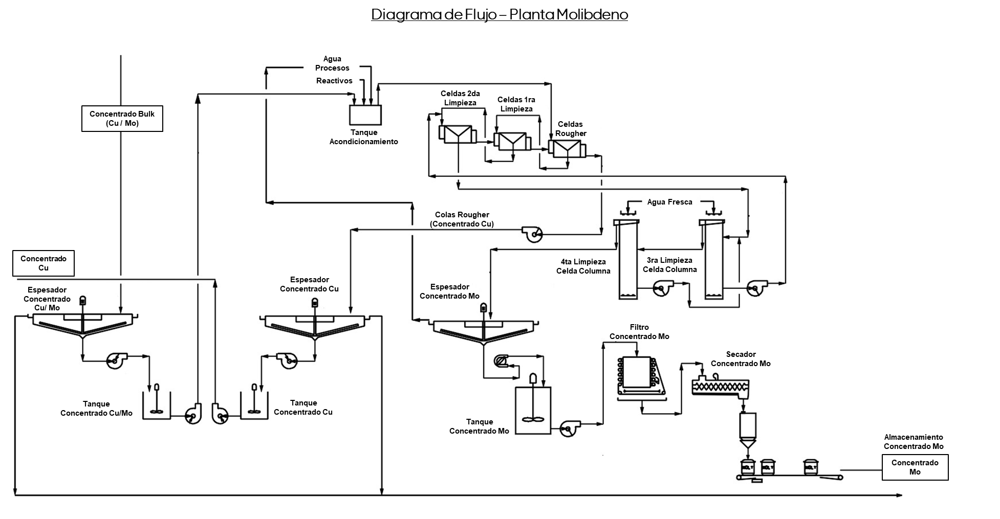 Diagrama de Flujo – Planta Molibdeno
Agua
Procesos
Reactivos
Celdas 2da
Limpieza
Celdas 1ra
Limpieza
Concentrado Bulk
(Cu / Mo)
Celdas
Rougher
Tanque
Acondicionamiento
Agua Fresca
Colas Rougher
(Concentrado Cu)
Concentrado
Cu
4ta Limpieza
Celda Columna
3ra Limpieza
Celda Columna
Espesador
Concentrado
Cu/ Mo
Espesador
Concentrado Cu
Espesador
Concentrado Mo
Filtro
Concentrado Mo
Secador
Concentrado Mo
Tanque
Concentrado Cu/Mo
Tanque
Concentrado Cu
Tanque
Concentrado Mo
Almacenamiento
Concentrado Mo
Concentrado
Mo